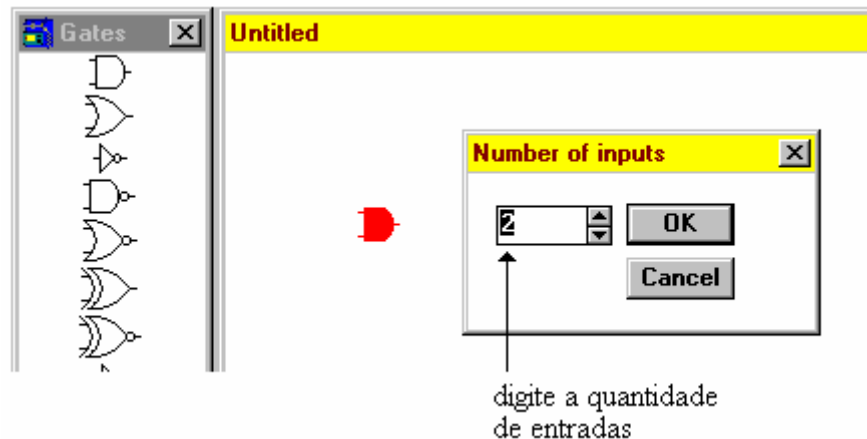 Gates
Untitled
Number of inputs
2
OK
Cancel
digite a quantidade
de entradas